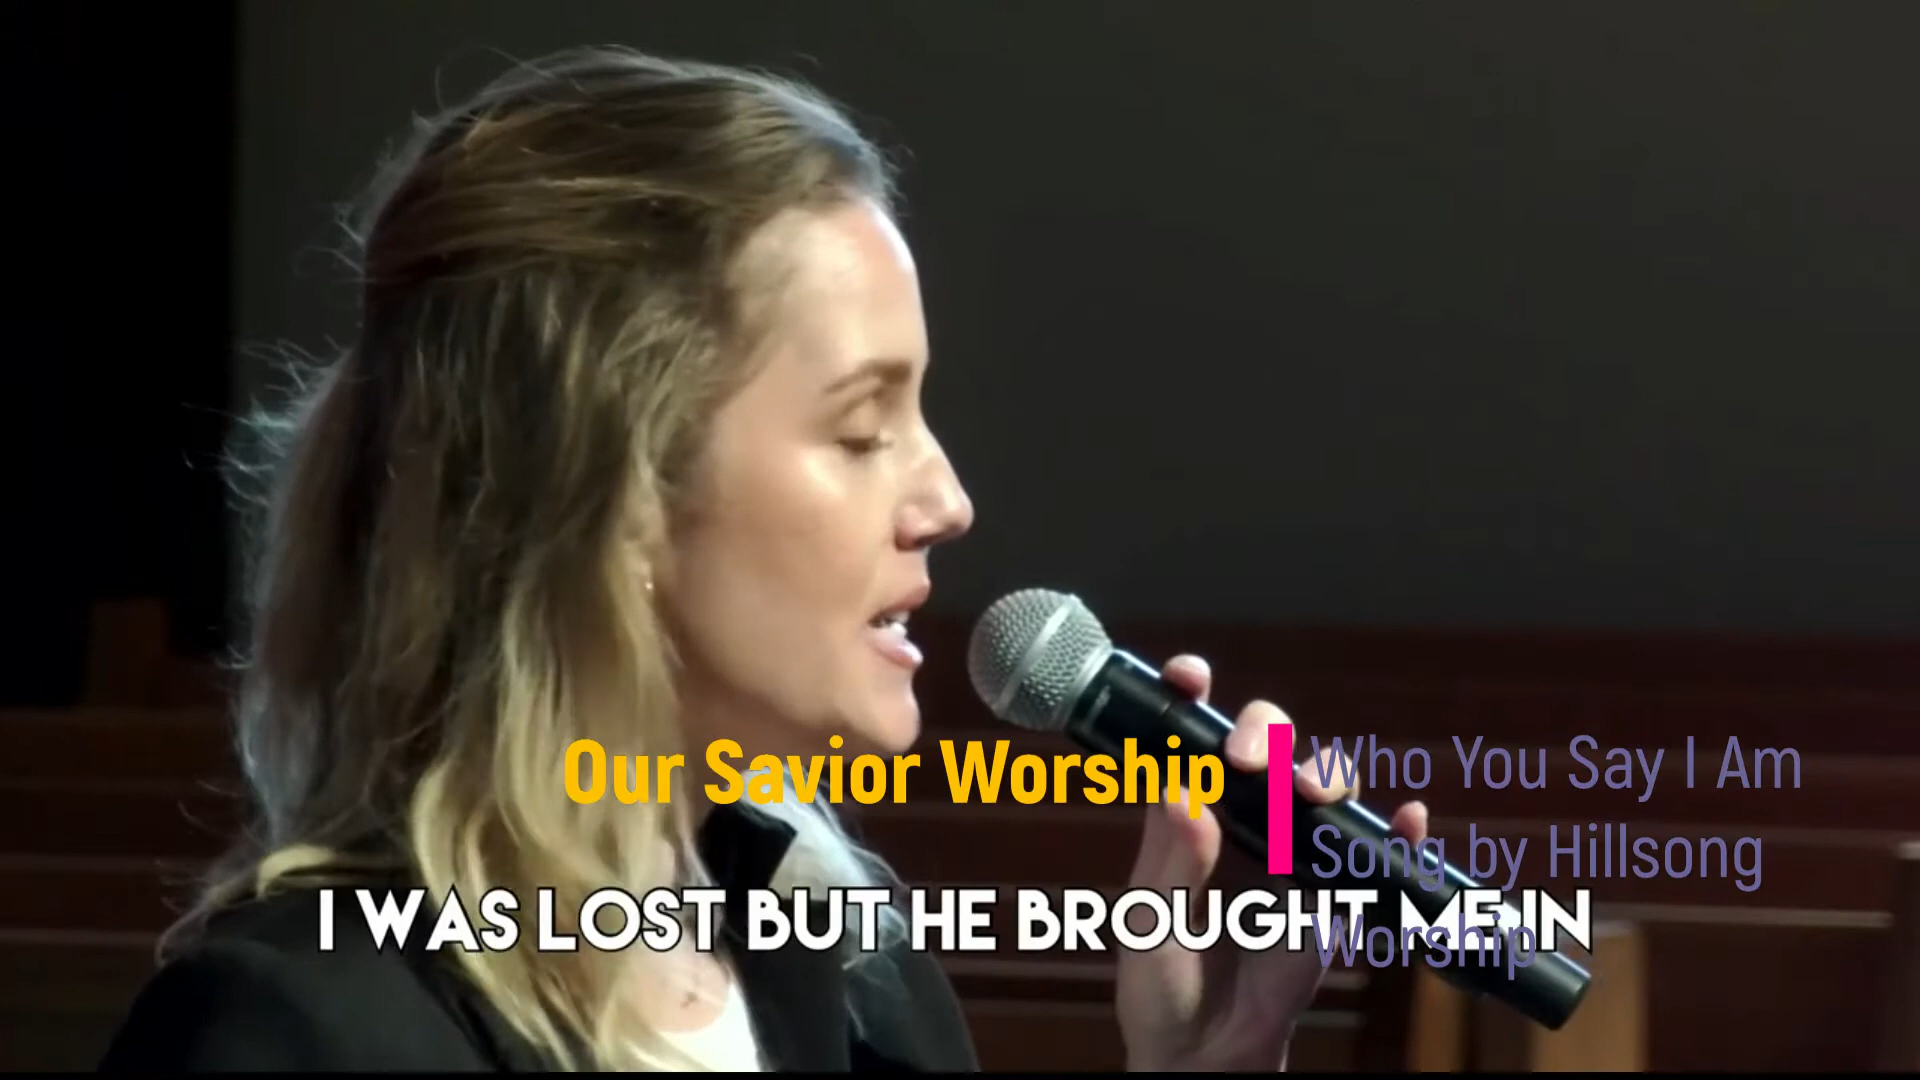 Our Savior Worship
Who You Say I Am
Song by Hillsong
Worship
I WAS LOST BUT HE BROUGHT ME IN